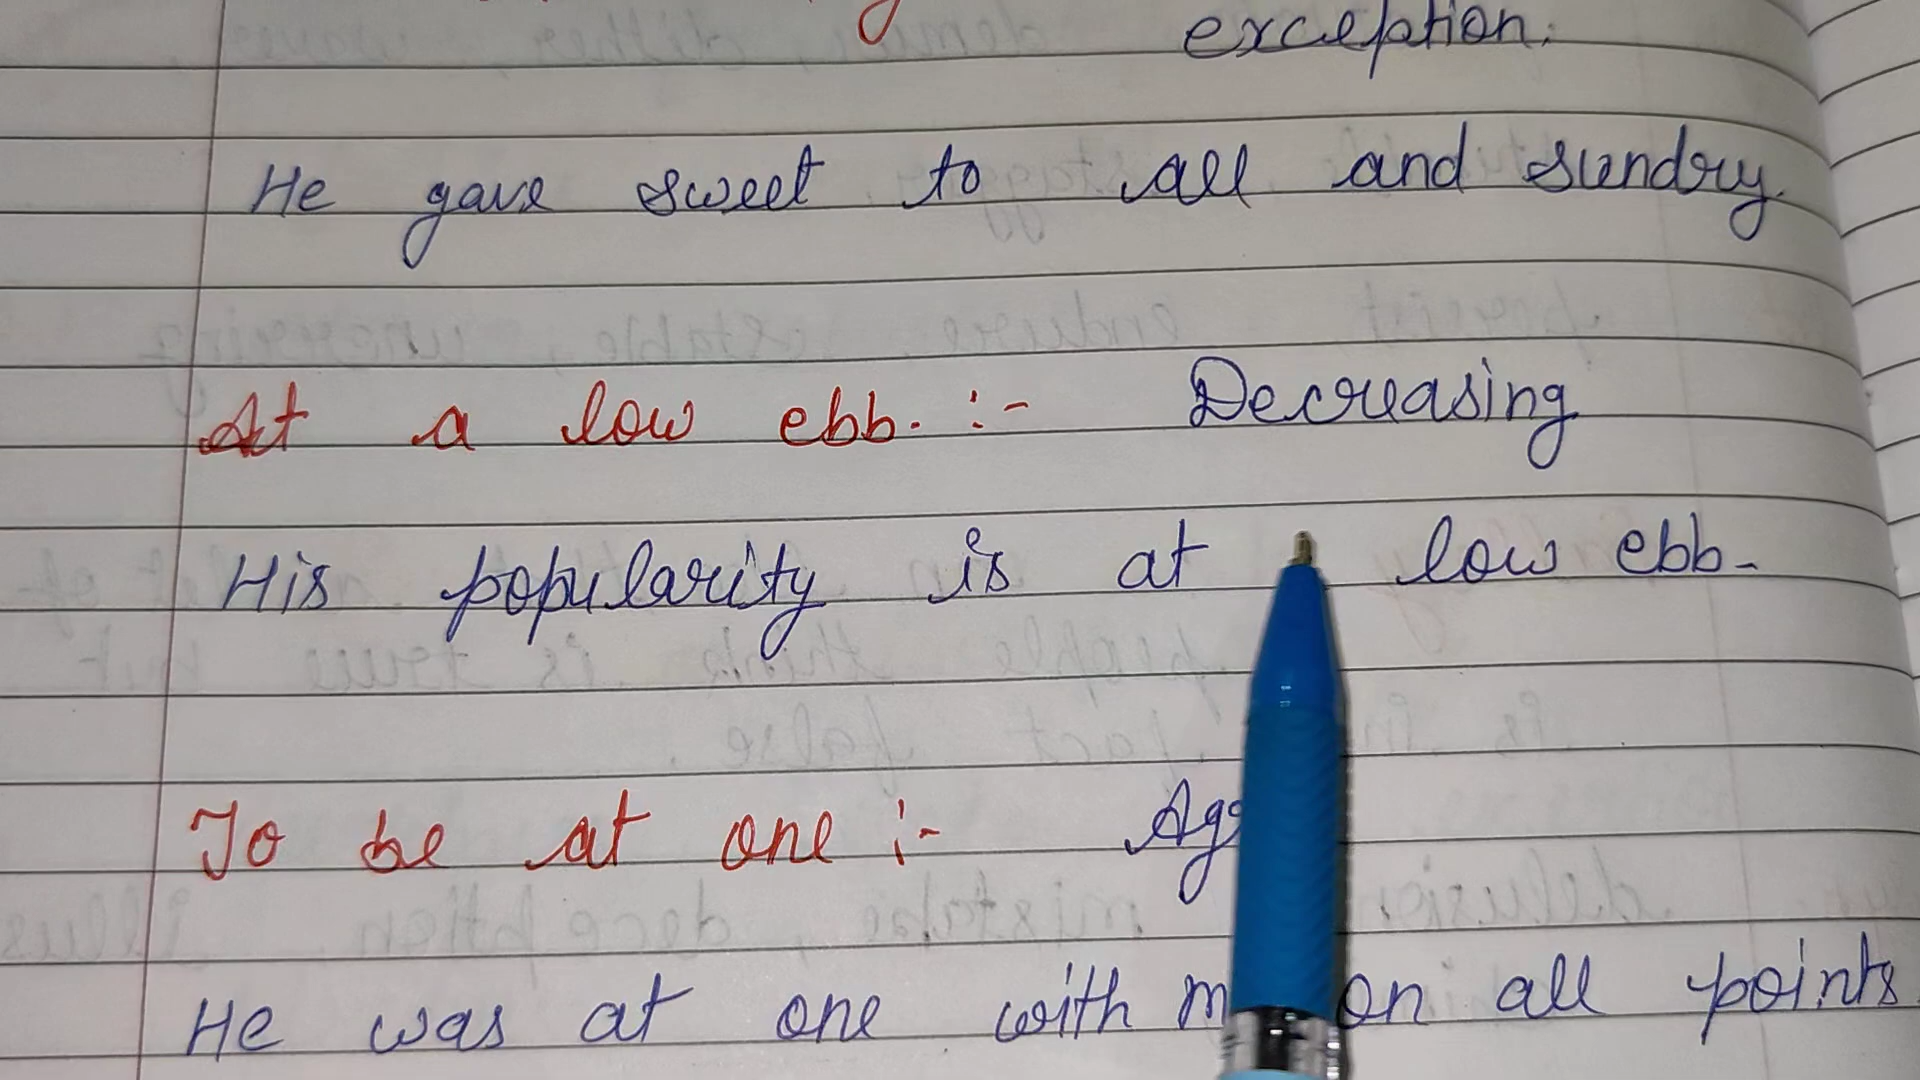 exception.
He gave sweet to all and sundry.
At a low ebb. :- Decreasing
His popularity is at low ebb.
To be at one :-
He was at one with on all points